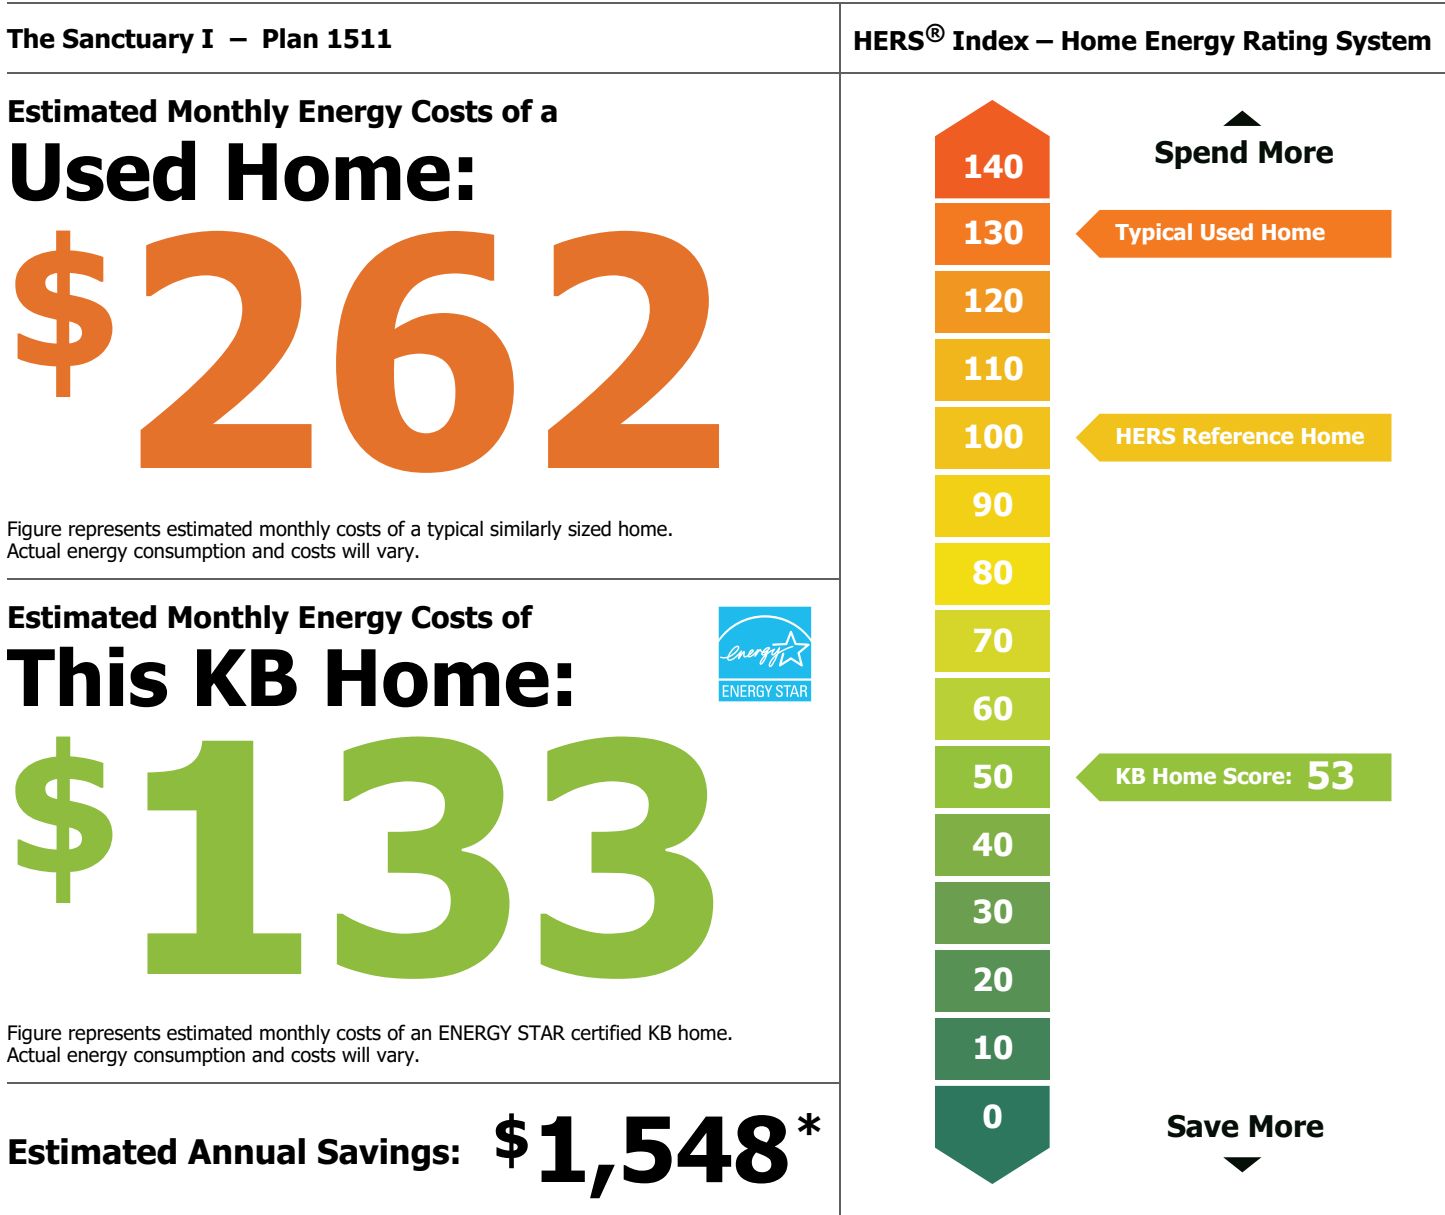 The Sanctuary I – Plan 1511
Estimated Monthly Energy Costs of a
Used Home:
$262
Figure represents estimated monthly costs of a typical similarly sized home.
Actual energy consumption and costs will vary.
Estimated Monthly Energy Costs of
This KB Home:
energy
ENERGY STAR
$133
Figure represents estimated monthly costs of an ENERGY STAR certified KB home.
Actual energy consumption and costs will vary.
Estimated Annual Savings: $1,548*
HERS® Index – Home Energy Rating System
Spend More
140
130 Typical Used Home
120
110
100 HERS Reference Home
90
80
70
60
50 KB Home Score: 53
40
30
20
10
0
Save More